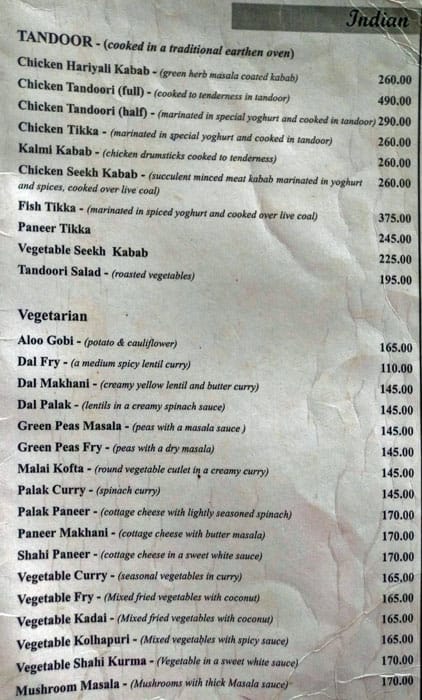 Indian
TANDOOR - (cooked in a traditional earthen oven)
Chicken Hariyali Kabab - (green herb masala coated kabab) 260.00
Chicken Tandoori (full) - (cooked to tenderness in tandoor) 490.00
Chicken Tandoori (half) - (marinated in special yoghurt and cooked in tandoor) 290.00
Chicken Tikka - (marinated in special yoghurt and cooked in tandoor) 260.00
Kalmi Kabab - (chicken drumsticks cooked to tenderness) 260.00
Chicken Seekh Kabab - (succulent minced meat kabab marinated in yoghurt 260.00
and spices, cooked over live coal)
Fish Tikka - (marinated in spiced yoghurt and cooked over live coal) 375.00
Paneer Tikka 245.00
Vegetable Seekh Kabab 225.00
Tandoori Salad - (roasted vegetables) 195.00
Vegetarian
Aloo Gobi - (potato & cauliflower) 165.00
Dal Fry - (a medium spicy lentil curry) 110.00
Dal Makhani - (creamy yellow lentil and butter curry) 145.00
Dal Palak - (lentils in a creamy spinach sauce) 145.00
Green Peas Masala - (peas with a masala sauce ) 145.00
Green Peas Fry - (peas with a dry masala) 145.00
Malai Kofta - (round vegetable cutlet in a creamy curry) 145.00
Palak Curry - (spinach curry) 145.00
Palak Paneer - (cottage cheese with lightly seasoned spinach) 170.00
Paneer Makhani - (cottage cheese with butter masala) 170.00
Shahi Paneer - (cottage cheese in a sweet white sauce) 170.00
Vegetable Curry - (seasonal vegetables in curry) 165.00
Vegetable Fry - (Mixed fried vegetables with coconut) 165.00
Vegetable Kadai - (Mixed fried vegetables with coconut) 165.00
Vegetable Kolhapuri - (Mixed vegetables with spicy sauce) 165.00
Vegetable Shahi Kurma - (Vegetable in a sweet white sauce) 170.00
Mushroom Masala - (Mushrooms with thick Masala sauce) 170.00